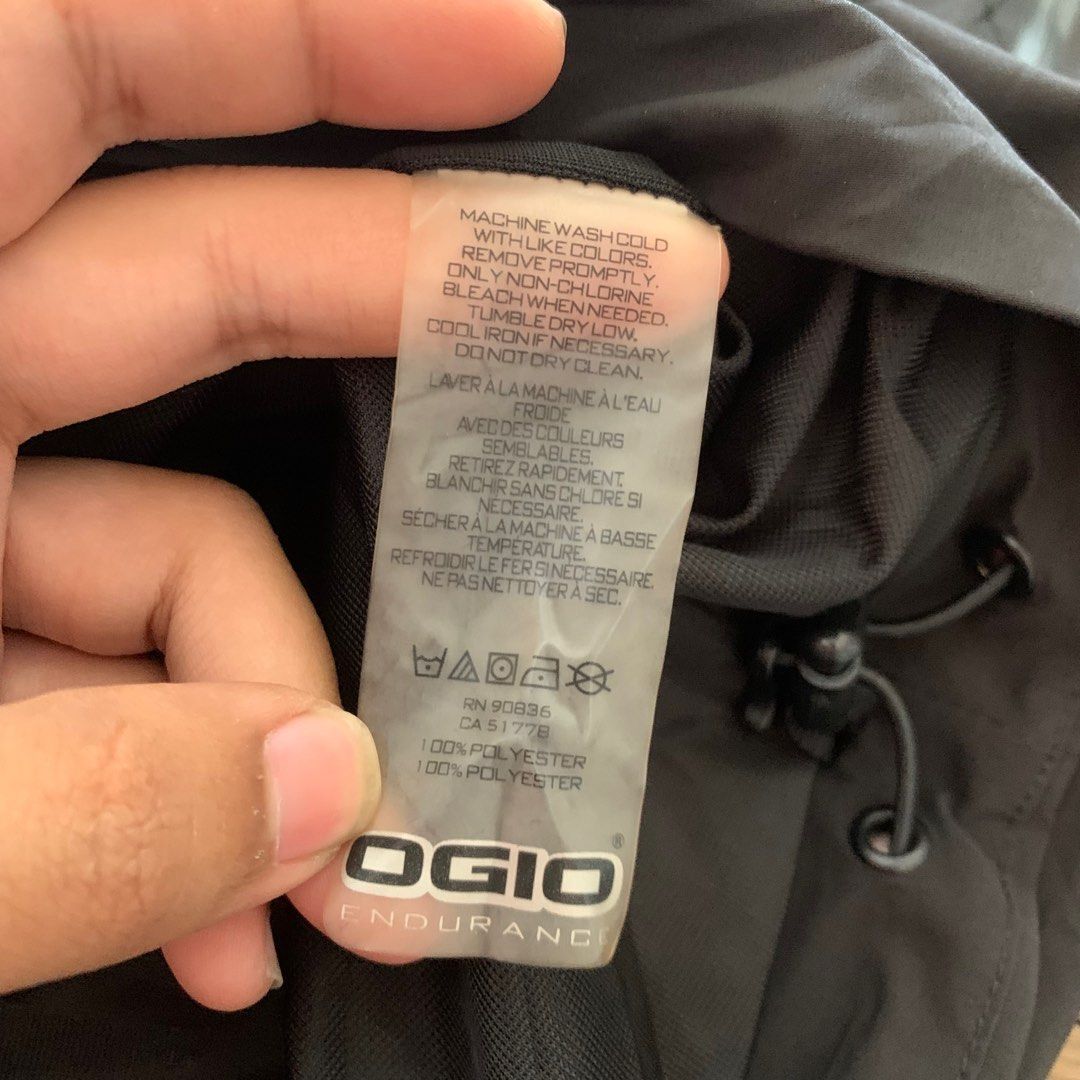 MACHINE WASH COLD
WITH LIKE COLORS.
REMOVE PROMPTLY.
ONLY NON-CHLORINE
BLEACH WHEN NEEDED.
TUMBLE DRY LOW.
COOL IRON IF NECESSARY.
DO NOT DRY CLEAN.
LAVER À LA MACHINE À L'EAU
FROIDE
AVEC DES COULEURS
SEMBLABLES.
RETIREZ RAPIDEMENT.
BLANCHIR SANS CHLORE SI
NECESSAIRE.
SÉCHER À LA MACHINE À BASSE
TEMPERATURE.
REFROIDIR LE FER SI NECESSAIRE.
NE PAS NETTOYER À SEC.
RN 90836
CA 51778
100% POLYESTER
100% POLYESTER
OGIO®
ENDURANCE